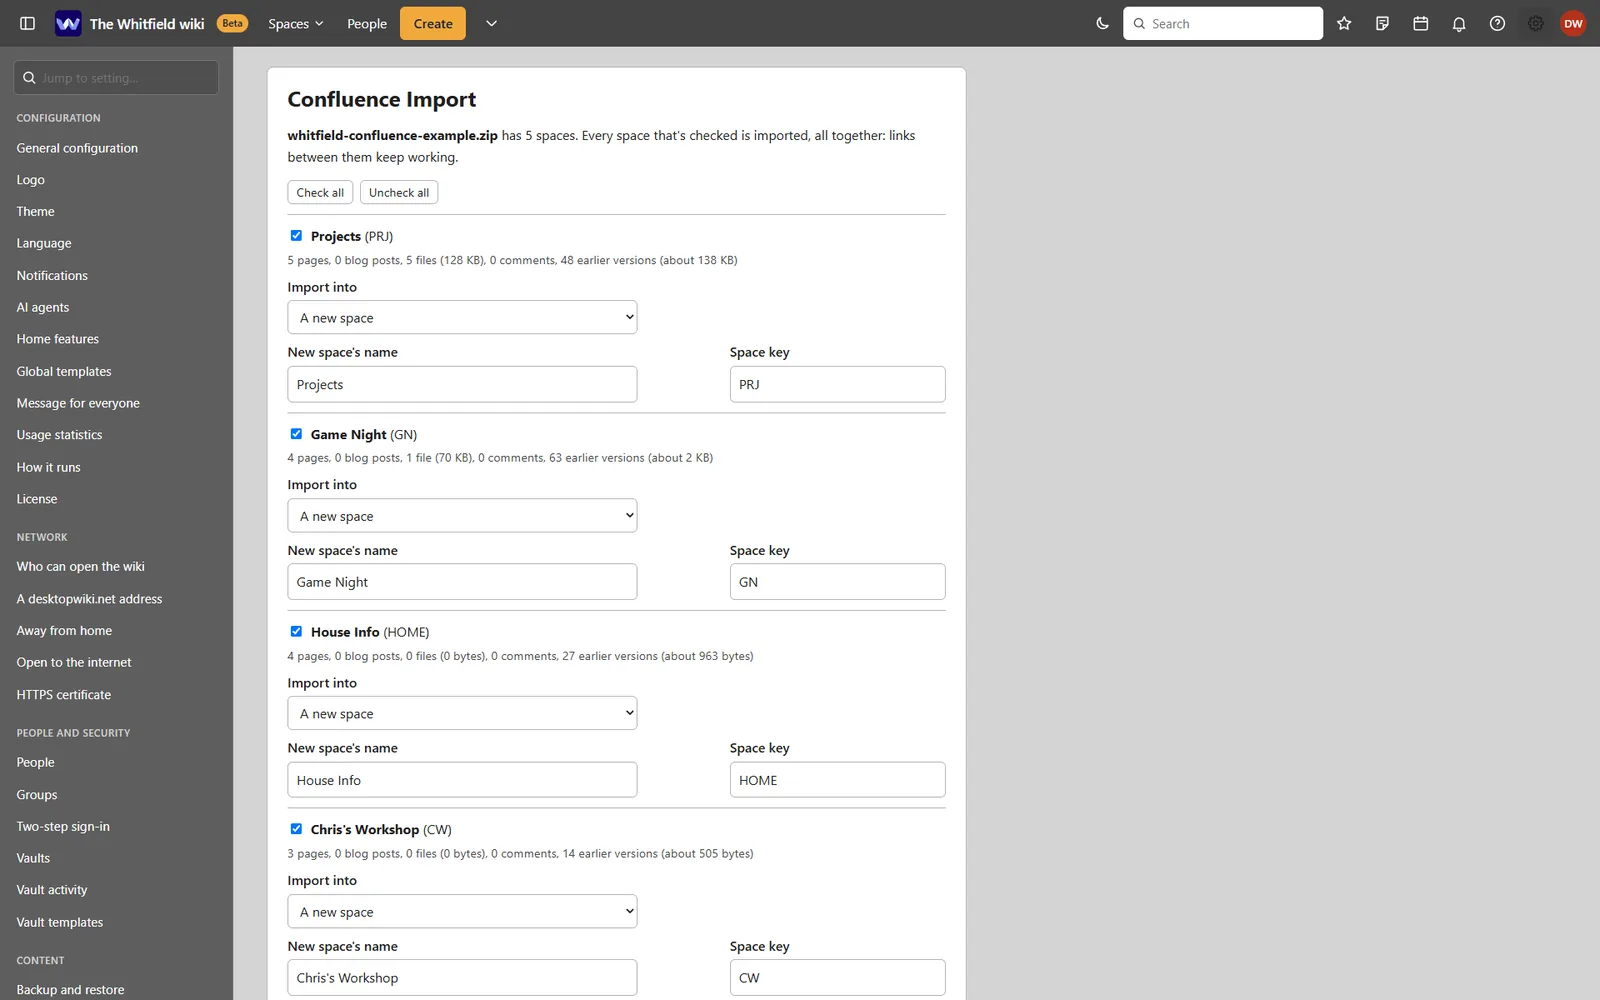 The Whitfield wiki Beta Spaces People Create Search DW
Jump to setting...
CONFIGURATION
General configuration
Logo
Theme
Language
Notifications
AI agents
Home features
Global templates
Message for everyone
Usage statistics
How it runs
License
NETWORK
Who can open the wiki
A desktopwiki.net address
Away from home
Open to the internet
HTTPS certificate
PEOPLE AND SECURITY
People
Groups
Two-step sign-in
Vaults
Vault activity
Vault templates
CONTENT
Backup and restore
Confluence Import
whitfield-confluence-example.zip has 5 spaces. Every space that's checked is imported, all together: links
between them keep working.
Check all Uncheck all
Projects (PRJ)
5 pages, 0 blog posts, 5 files (128 KB), 0 comments, 48 earlier versions (about 138 KB)
Import into
A new space
New space's name Space key
Projects PRJ
Game Night (GN)
4 pages, 0 blog posts, 1 file (70 KB), 0 comments, 63 earlier versions (about 2 KB)
Import into
A new space
New space's name Space key
Game Night GN
House Info (HOME)
4 pages, 0 blog posts, 0 files (0 bytes), 0 comments, 27 earlier versions (about 963 bytes)
Import into
A new space
New space's name Space key
House Info HOME
Chris's Workshop (CW)
3 pages, 0 blog posts, 0 files (0 bytes), 0 comments, 14 earlier versions (about 505 bytes)
Import into
A new space
New space's name Space key
Chris's Workshop CW